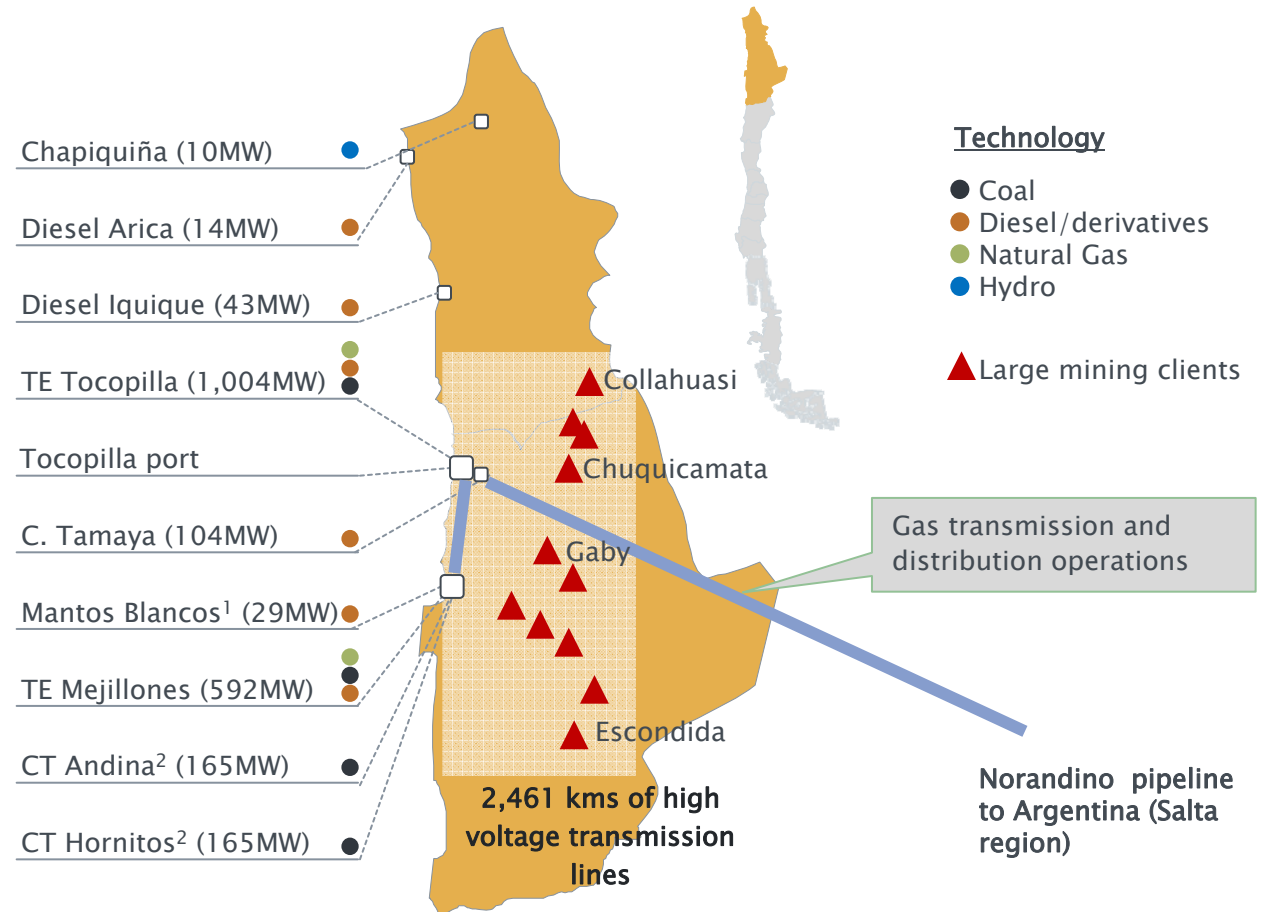 Chapiquiña (10MW)
Diesel Arica (14MW)
Diesel Iquique (43MW)
TE Tocopilla (1,004MW)
Tocopilla port
C. Tamaya (104MW)
Mantos Blancos¹ (29MW)
TE Mejillones (592MW)
CT Andina² (165MW)
CT Hornitos² (165MW)
Collahuasi
Chuquicamata
Gaby
Escondida
2,461 kms of high
voltage transmission
lines
Technology
Coal
Diesel/derivatives
Natural Gas
Hydro
Large mining clients
Gas transmission and
distribution operations
Norandino pipeline
to Argentina (Salta
region)